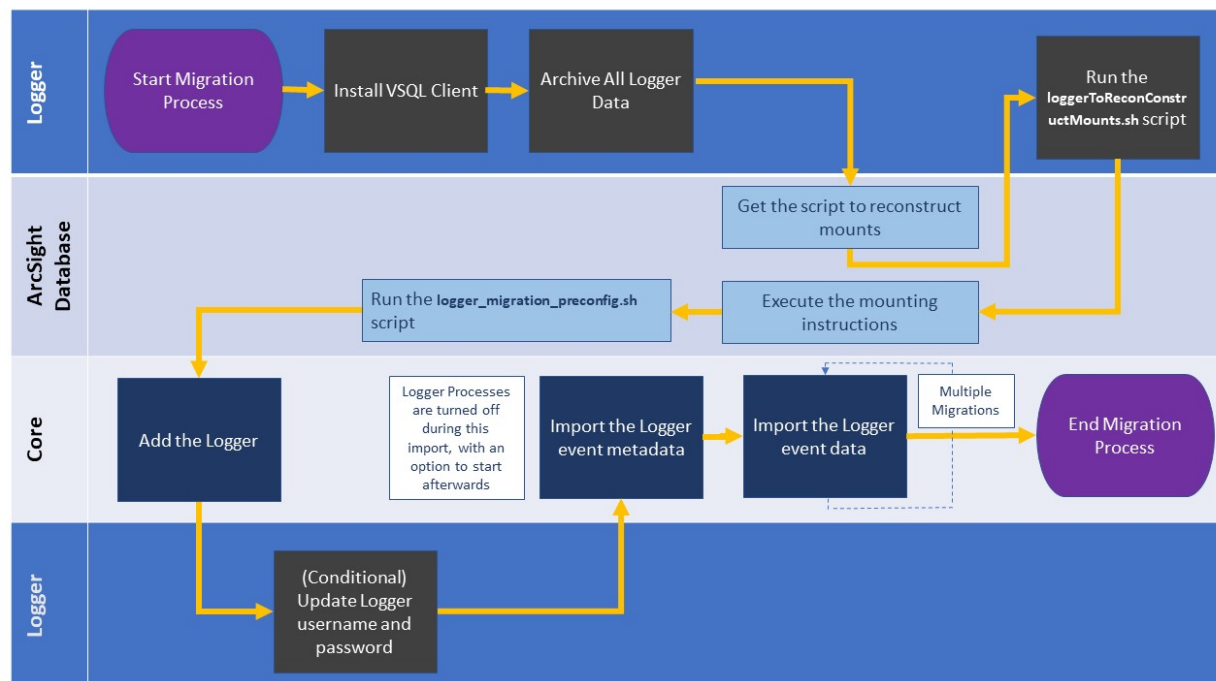 Logger
Start Migration
Process
Install VSQL Client
Archive All Logger
Data
Run the
loggerToReconConstr
uctMounts.sh script
ArcSight
Database
Get the script to reconstruct
mounts
Run the logger_migration_preconfig.sh
script
Execute the mounting
instructions
Core
Add the Logger
Logger Processes
are turned off
during this
import, with an
option to start
afterwards
Import the Logger
event metadata
Import the Logger
event data
Multiple
Migrations
End Migration
Process
Logger
(Conditional)
Update Logger
username and
password